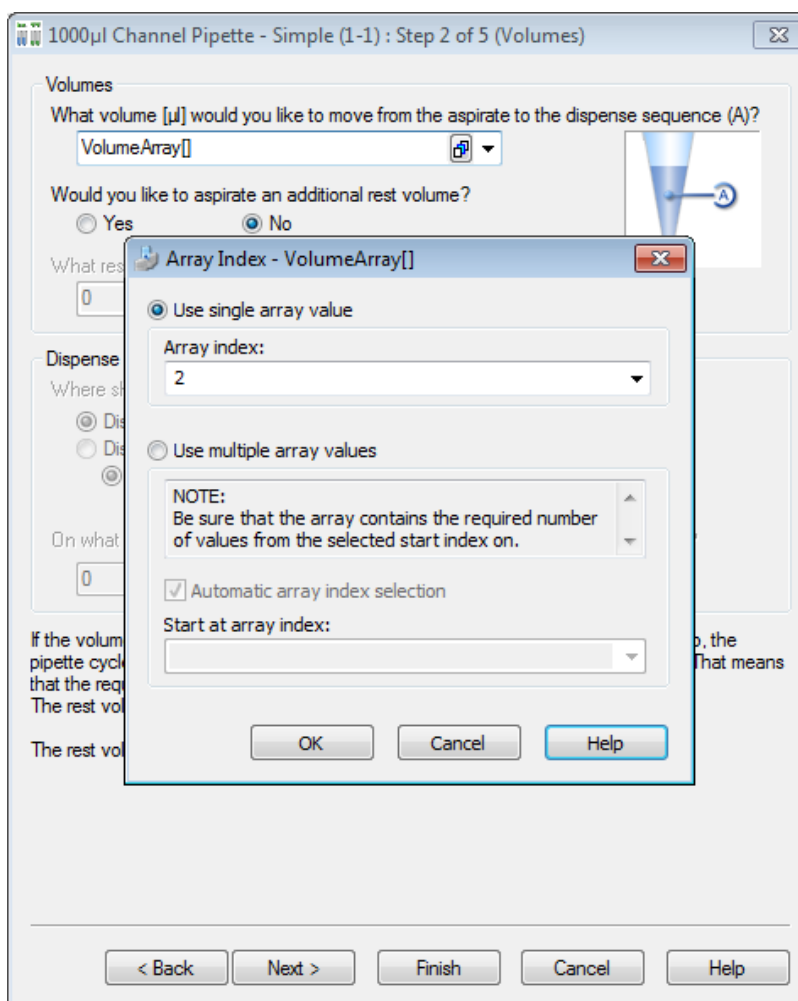 1000µl Channel Pipette - Simple (1-1) : Step 2 of 5 (Volumes)
Volumes
What volume [µl] would you like to move from the aspirate to the dispense sequence (A)?
VolumeArray[]
Would you like to aspirate an additional rest volume?
Yes No
A
What res
0
Array Index - VolumeArray[]
Use single array value
Array index:
2
Use multiple array values
NOTE:
Be sure that the array contains the required number
of values from the selected start index on.
Automatic array index selection
Start at array index:
OK Cancel Help
Dispense
Where sh
Dis
Dis
On what
0
If the volum
o, the
pipette cycl
That means
that the req
The rest vol
The rest vol
< Back Next > Finish Cancel Help